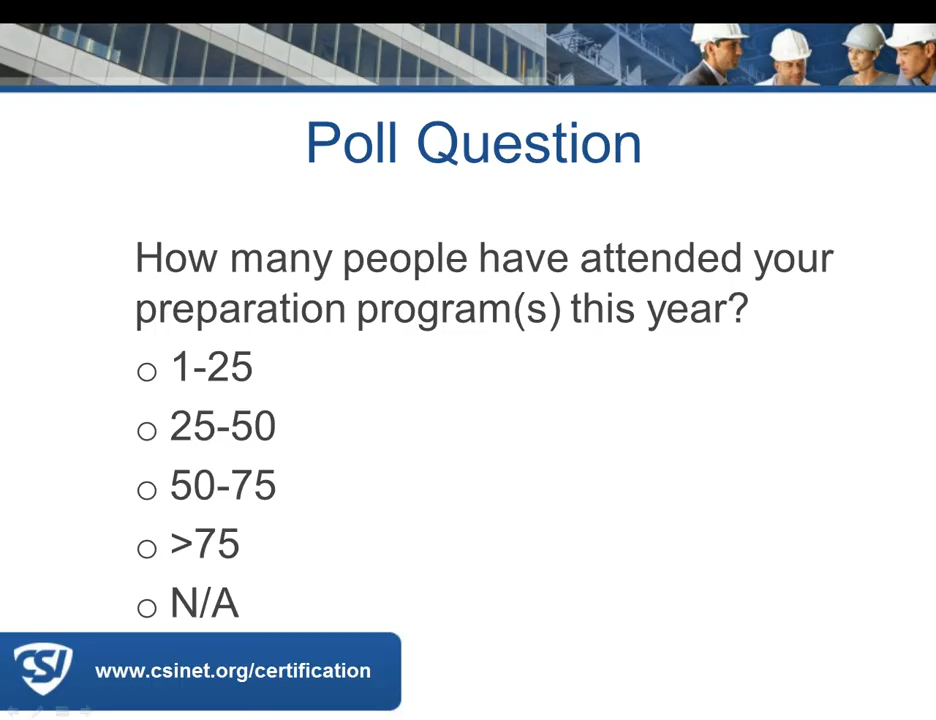 Poll Question
How many people have attended your
preparation program(s) this year?
1-25
25-50
50-75
>75
N/A
CSI
www.csinet.org/certification